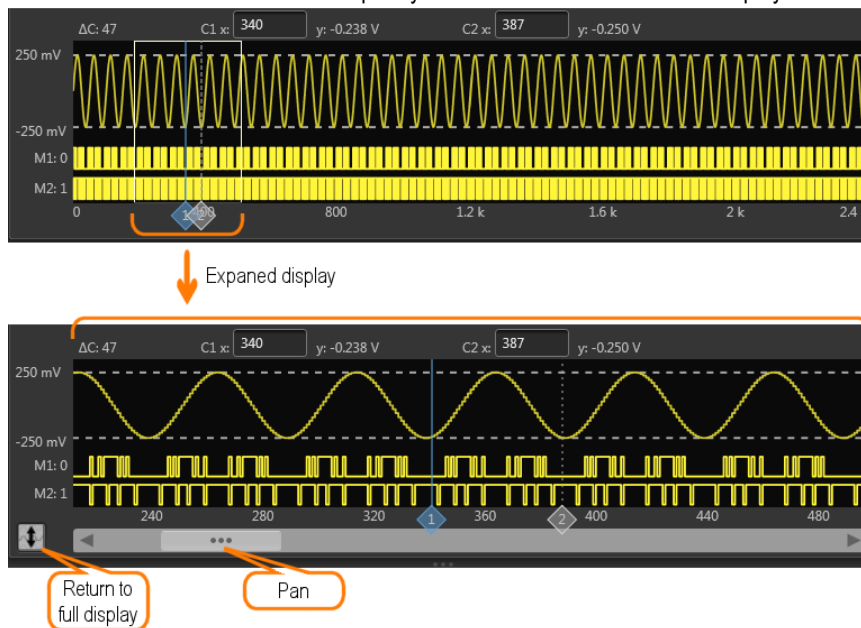 ΔC: 47 C1 x: 340 y: -0.238 V C2 x: 387 y: -0.250 V
250 mV
-250 mV
M1: 0
M2: 1
0 400 800 1.2 k 1.6 k 2 k 2.4
1 2
Expaned display
ΔC: 47 C1 x: 340 y: -0.238 V C2 x: 387 y: -0.250 V
250 mV
-250 mV
M1: 0
M2: 1
240 280 320 1 360 2 400 440 480
Return to
full display
Pan